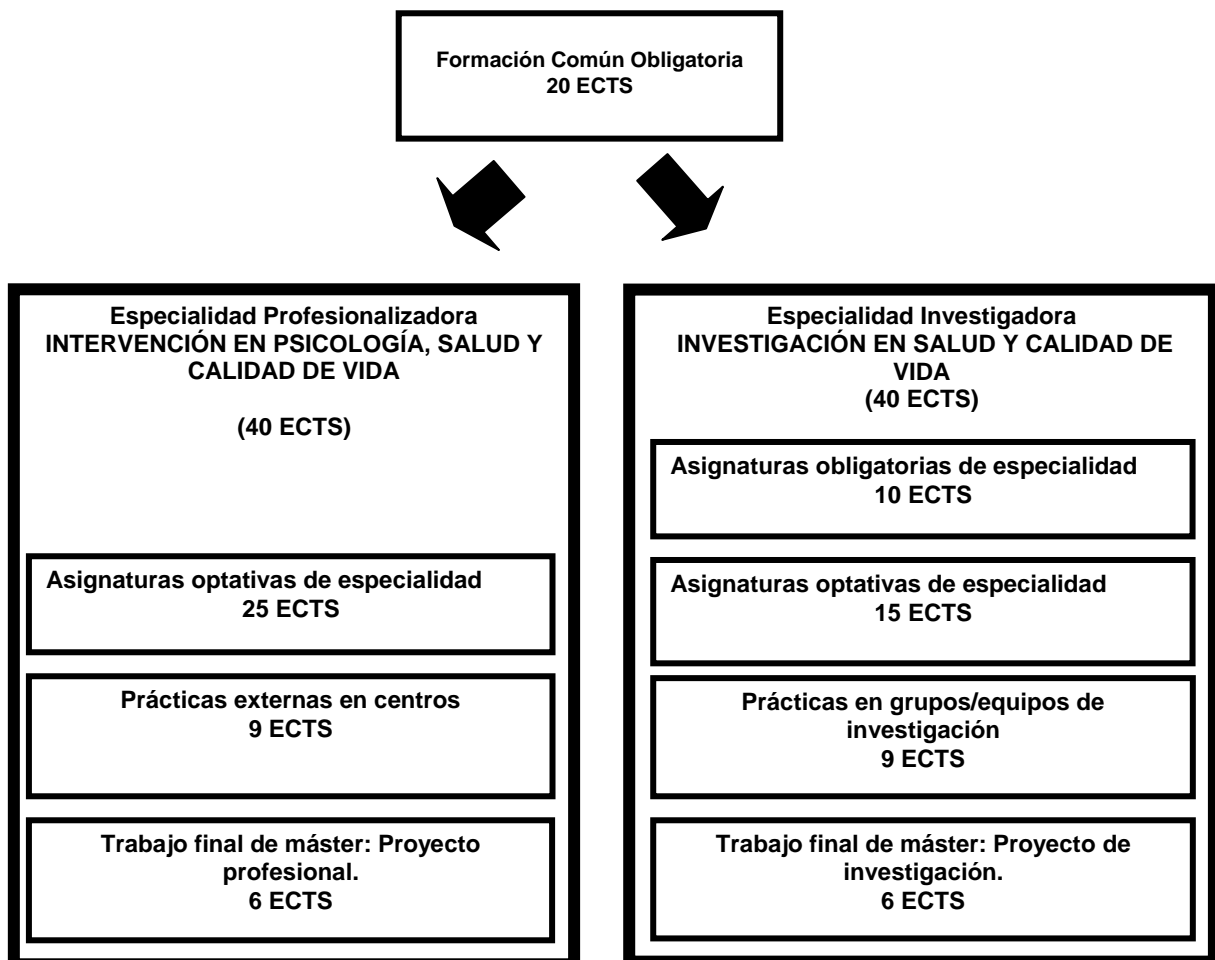 Formación Común Obligatoria
20 ECTS
Especialidad Profesionalizadora
INTERVENCIÓN EN PSICOLOGÍA, SALUD Y
CALIDAD DE VIDA
(40 ECTS)
Asignaturas optativas de especialidad
25 ECTS
Prácticas externas en centros
9 ECTS
Trabajo final de máster: Proyecto
profesional.
6 ECTS
Especialidad Investigadora
INVESTIGACIÓN EN SALUD Y CALIDAD DE
VIDA
(40 ECTS)
Asignaturas obligatorias de especialidad
10 ECTS
Asignaturas optativas de especialidad
15 ECTS
Prácticas en grupos/equipos de
investigación
9 ECTS
Trabajo final de máster: Proyecto de
investigación.
6 ECTS